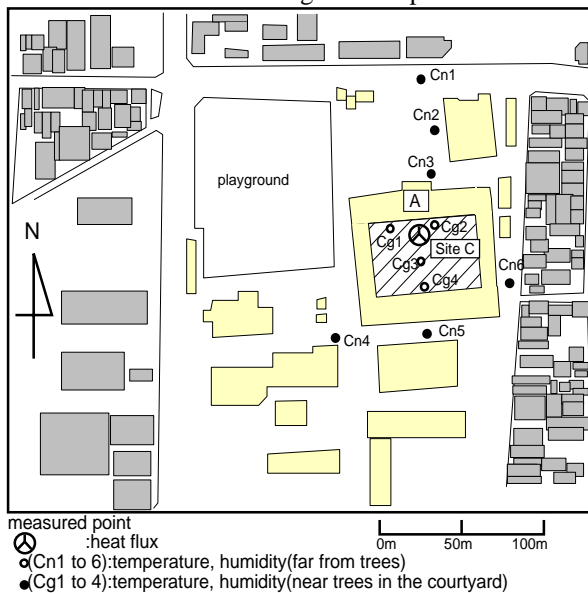 Cn1
Cn2
Cn3
playground
A
N
Cg1
Cg2
Site C
Cg3
Cn6
Cg4
Cn4
Cn5
measured point
:heat flux
0m 50m 100m
(Cn1 to 6):temperature, humidity(far from trees)
(Cg1 to 4):temperature, humidity(near trees in the courtyard)